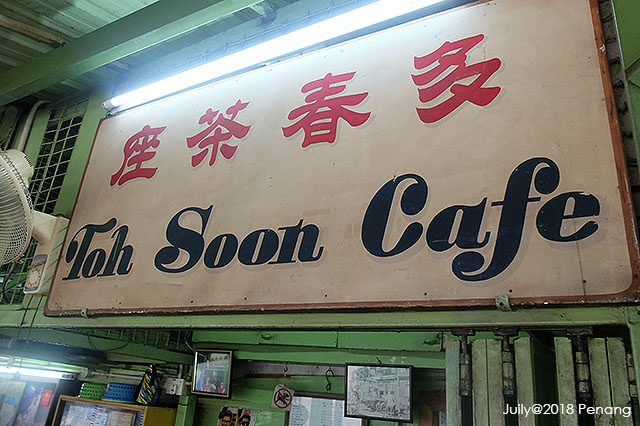 多春茶座
Toh Soon Cafe
Juily@2018 Penang